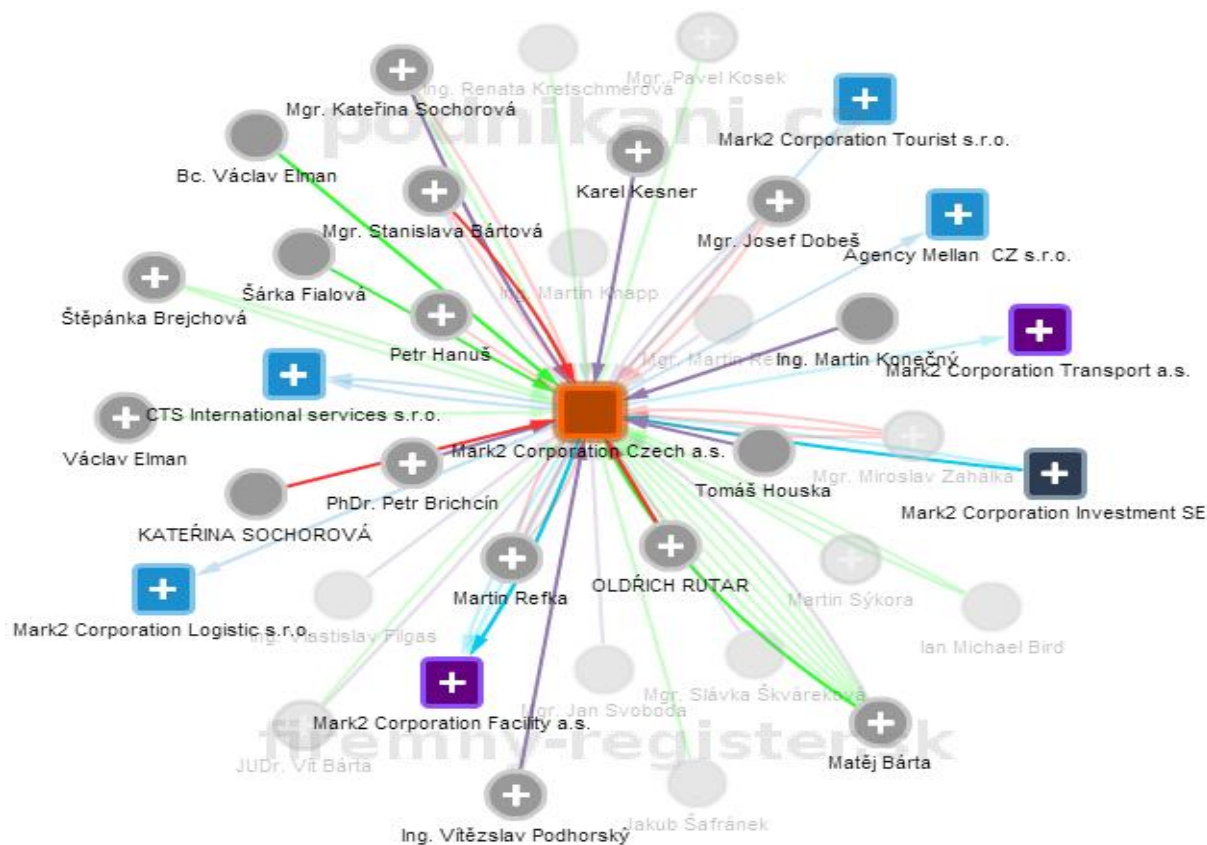 Mgr. Pavel Kosek
Ing. Renata Kretschmerová
Mgr. Kateřina Sochorová
podnikani.cz
Mark2 Corporation Tourist s.r.o.
Bc. Václav Elman
Karel Kesner
Mgr. Stanislava Bártová
Mgr. Josef Dobeš
Agency Mellan CZ s.r.o.
Šárka Fialová
Ing. Martin Knapp
Štěpánka Brejchová
Petr Hanuš
Mgr. Martin
Ing. Martin Konečný
Mark2 Corporation Transport a.s.
CTS International services s.r.o.
Mark2 Corporation Czech a.s.
Václav Elman
Mgr. Miroslav Zahálka
Tomáš Houska
PhDr. Petr Brichcín
Mark2 Corporation Investment SE
KATEŘINA SOCHOROVÁ
OLDŘICH RUTAR
Martin Refka
Martin Sýkora
Mark2 Corporation Logistic s.r.o.
Ing. Vlastislav Filgas
Ian Michael Bird
Mgr. Slávka Škvareková
Mgr. Jan Svoboda
Mark2 Corporation Facility a.s.
firemny-register.sk
JUDr. Vít Bárta
Matěj Bárta
Jakub Šafránek
Ing. Vítězslav Podhorský